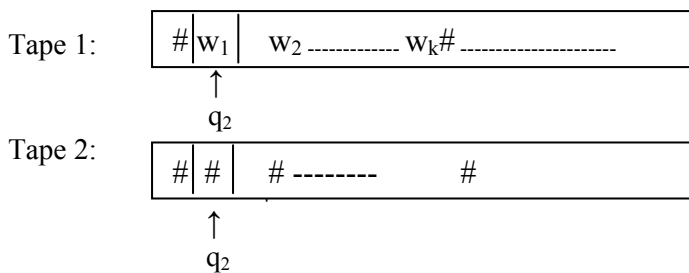 Tape 1: #|w₁| w₂ .............. wₖ# .......................
↑
q₂
Tape 2: #|#| # -------- #
↑
q₂